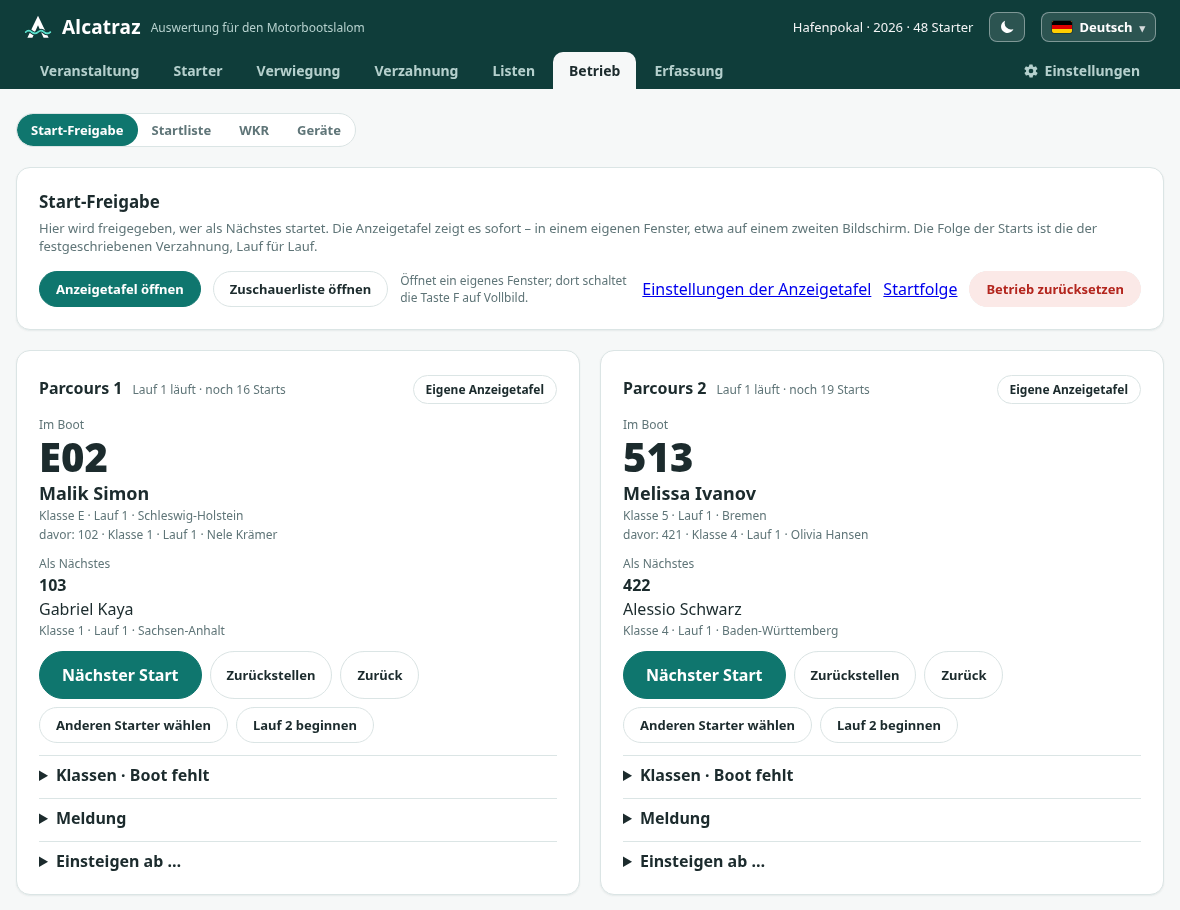 Alcatraz Auswertung für den Motorbootslalom
Hafenpokal · 2026 · 48 Starter
Deutsch ▾
Veranstaltung Starter Verwiegung Verzahnung Listen Betrieb Erfassung Einstellungen
Start-Freigabe Startliste WKR Geräte
Start-Freigabe
Hier wird freigegeben, wer als Nächstes startet. Die Anzeigetafel zeigt es sofort – in einem eigenen Fenster, etwa auf einem zweiten Bildschirm. Die Folge der Starts ist die der
festgeschriebenen Verzahnung, Lauf für Lauf.
Anzeigetafel öffnen
Zuschauerliste öffnen
Öffnet ein eigenes Fenster; dort schaltet
die Taste F auf Vollbild.
Einstellungen der Anzeigetafel
Startfolge
Betrieb zurücksetzen
Parcours 1 Lauf 1 läuft · noch 16 Starts
Eigene Anzeigetafel
Im Boot
E02
Malik Simon
Klasse E · Lauf 1 · Schleswig-Holstein
davor: 102 · Klasse 1 · Lauf 1 · Nele Krämer
Als Nächstes
103
Gabriel Kaya
Klasse 1 · Lauf 1 · Sachsen-Anhalt
Nächster Start Zurückstellen Zurück
Anderen Starter wählen Lauf 2 beginnen
Klassen · Boot fehlt
Meldung
Einsteigen ab ...
Parcours 2 Lauf 1 läuft · noch 19 Starts
Eigene Anzeigetafel
Im Boot
513
Melissa Ivanov
Klasse 5 · Lauf 1 · Bremen
davor: 421 · Klasse 4 · Lauf 1 · Olivia Hansen
Als Nächstes
422
Alessio Schwarz
Klasse 4 · Lauf 1 · Baden-Württemberg
Nächster Start Zurückstellen Zurück
Anderen Starter wählen Lauf 2 beginnen
Klassen · Boot fehlt
Meldung
Einsteigen ab ...